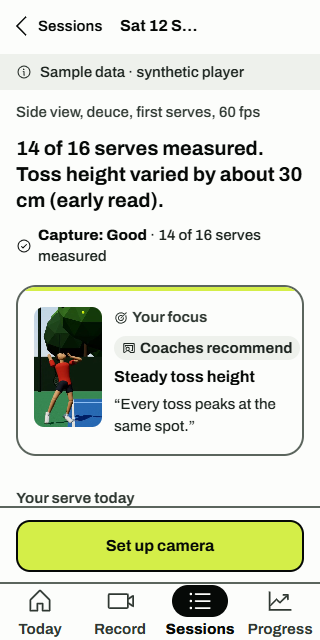 Sessions Sat 12 S...
Sample data · synthetic player
Side view, deuce, first serves, 60 fps
14 of 16 serves measured.
Toss height varied by about 30
cm (early read).
Capture: Good · 14 of 16 serves
measured
Your focus
Coaches recommend
Steady toss height
“Every toss peaks at the
same spot.”
Your serve today
Set up camera
Today Record Sessions Progress